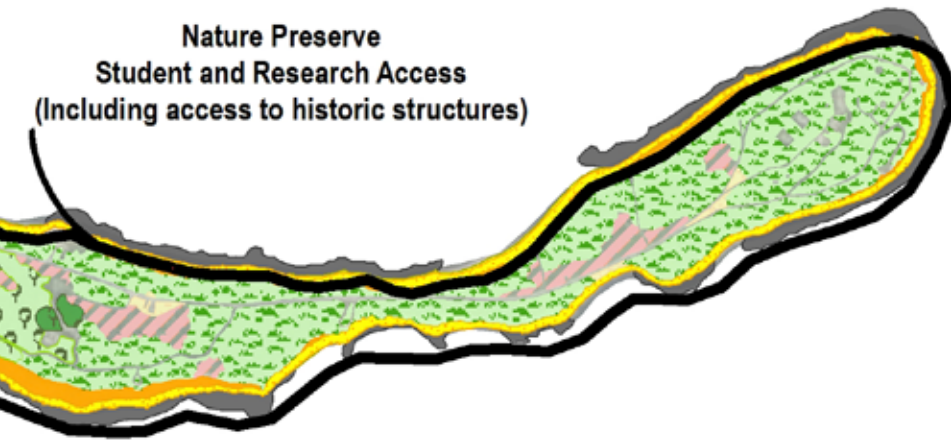 Nature Preserve
Student and Research Access
(Including access to historic structures)